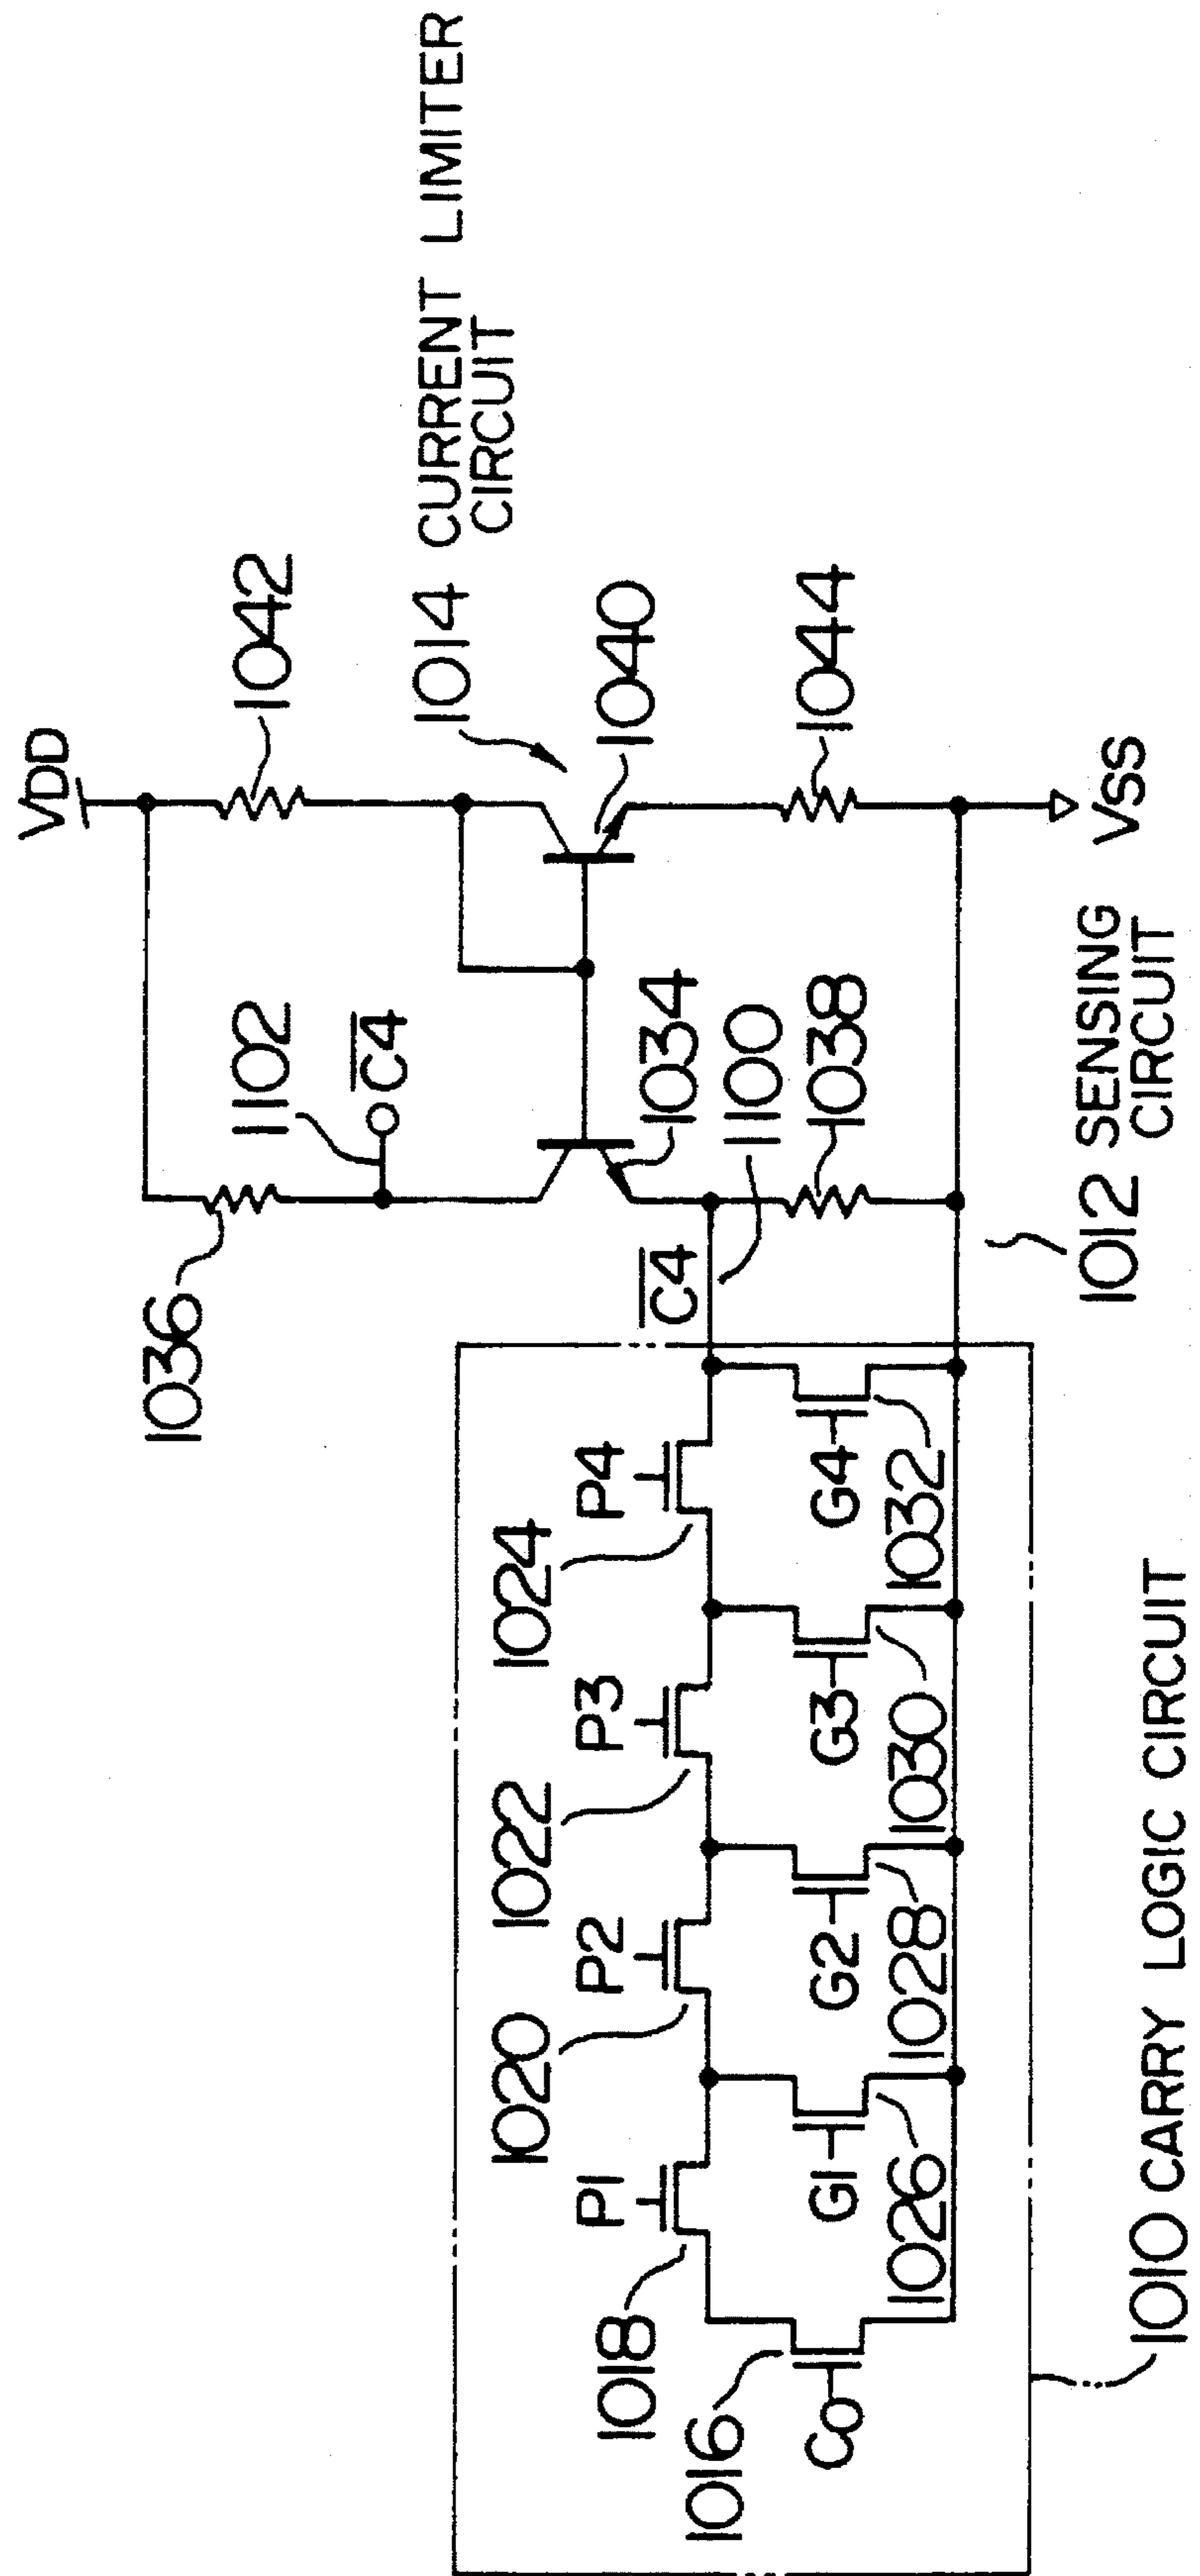 VDD
1042
1014 CURRENT LIMITER
CIRCUIT
1036
1102
C̅4̅
1040
1034
C̅4̅
1100
1038
1044
VSS
1012 SENSING
CIRCUIT
1018
P1
1020
P2
1022
P3
1024
P4
1016
Co
G1
1026
G2
1028
G3
1030
G4
1032
1010 CARRY LOGIC CIRCUIT